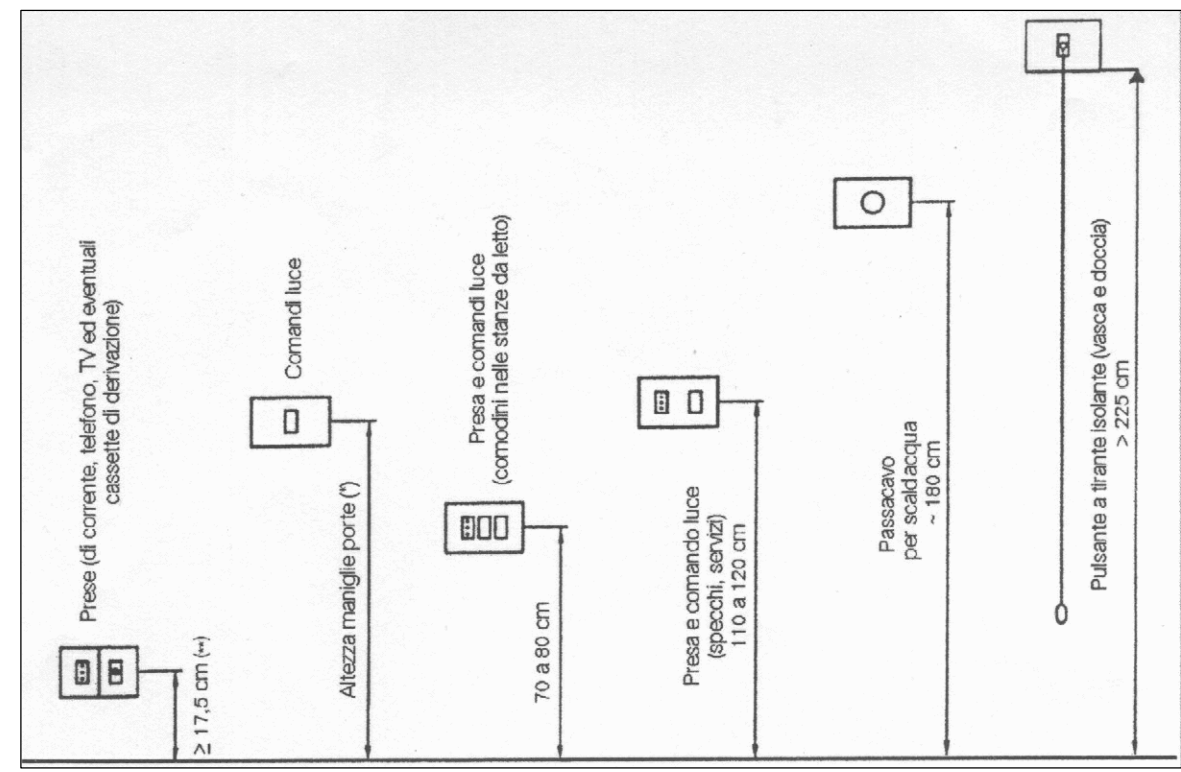 Prese (di corrente, telefono, TV ed eventuali
cassette di derivazione)
≥ 17,5 cm (**)
Comandi luce
Altezza maniglie porte (*)
Presa e comandi luce
(comodini nelle stanze da letto)
70 a 80 cm
Presa e comando luce
(specchi, servizi)
110 a 120 cm
Passacavo
per scaldacqua
~ 180 cm
Pulsante a tirante isolante (vasca e doccia)
> 225 cm